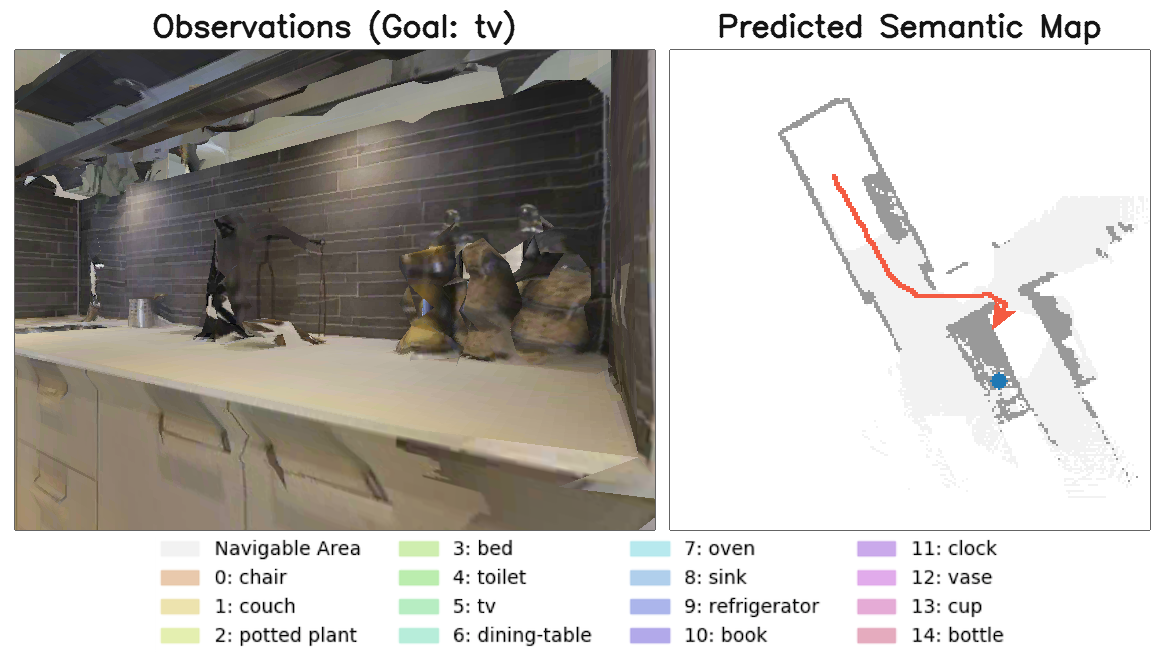 Observations (Goal: tv)
Predicted Semantic Map
Navigable Area
0: chair
1: couch
2: potted plant
3: bed
4: toilet
5: tv
6: dining-table
7: oven
8: sink
9: refrigerator
10: book
11: clock
12: vase
13: cup
14: bottle